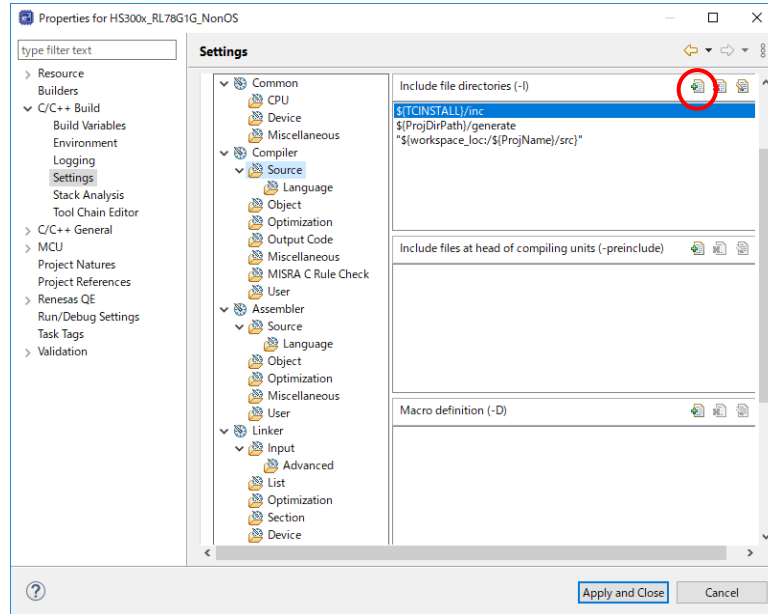 Properties for HS300x_RL78G1G_NonOS
type filter text
Resource
Builders
C/C++ Build
Build Variables
Environment
Logging
Settings
Stack Analysis
Tool Chain Editor
C/C++ General
MCU
Project Natures
Project References
Renesas QE
Run/Debug Settings
Task Tags
Validation
Settings
Common
CPU
Device
Miscellaneous
Compiler
Source
Language
Object
Optimization
Output Code
Miscellaneous
MISRA C Rule Check
User
Assembler
Source
Language
Object
Optimization
Miscellaneous
User
Linker
Input
Advanced
List
Optimization
Section
Device
Include file directories (-I)
${TCINSTALL}/inc
${ProjDirPath}/generate
"${workspace_loc:/${ProjName}/src}"
Include files at head of compiling units (-preinclude)
Macro definition (-D)
Apply and Close
Cancel